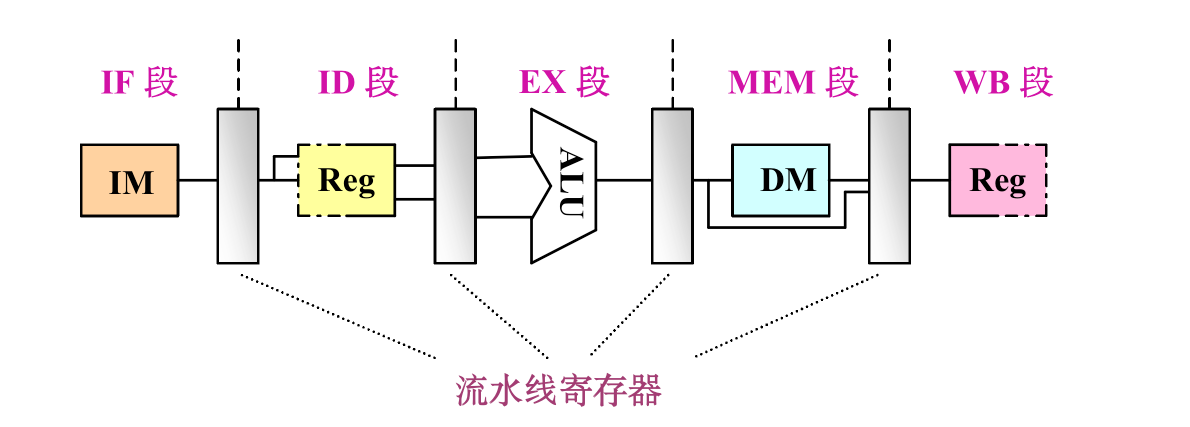 IF 段 ID 段 EX 段 MEM 段 WB 段
IM Reg ALU DM Reg
流水线寄存器